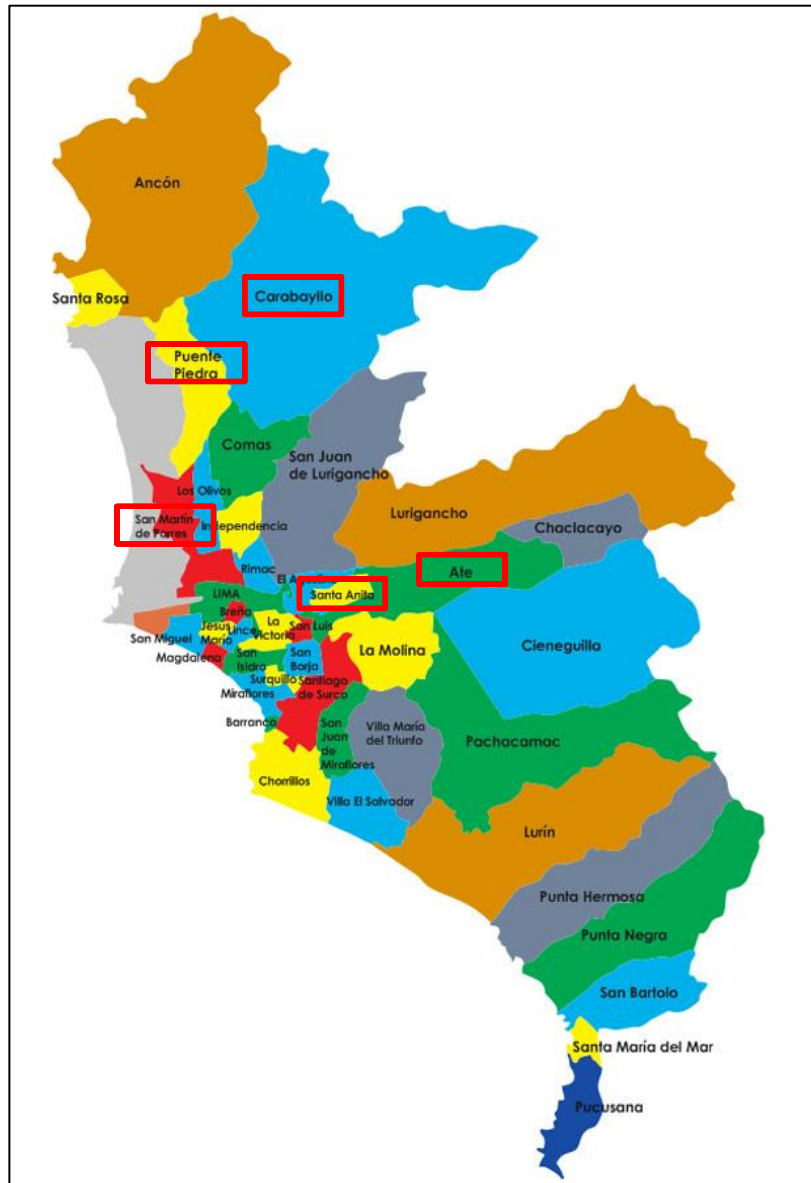 Ancón
Santa Rosa
Carabayllo
Puente
Piedra
Comas
San Juan
de Lurigancho
Los Olivos
Lurigancho
San Martín
de Porres
Independencia
Chaclacayo
Rimac
Ate
El Agustino
Santa Anita
LIMA
Breña
Jesus
María
Lince
La
Victoria
San Luis
San Miguel
Magdalena
San
Isidro
San
Borja
La Molina
Cieneguilla
Surquillo
Santiago
de Surco
Miraflores
Barranco
San
Juan
de
Miraflores
Villa María
del Triunfo
Pachacamac
Chorrillos
Villa El Salvador
Lurín
Punta Hermosa
Punta Negra
San Bartolo
Santa María del Mar
Pucusana